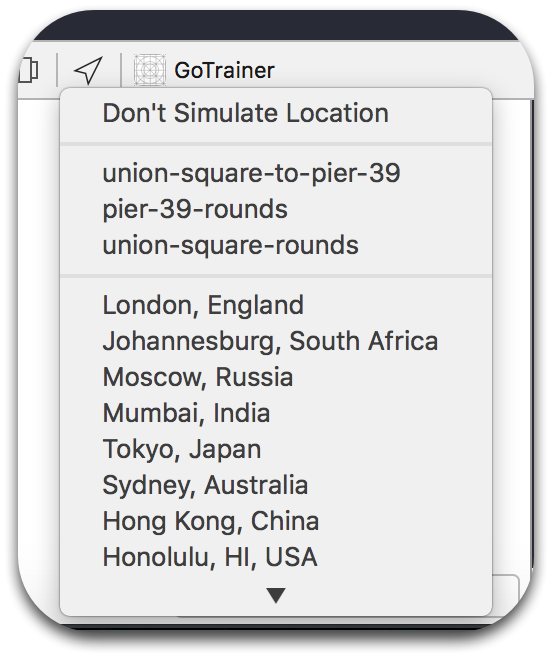 GoTrainer
Don't Simulate Location
union-square-to-pier-39
pier-39-rounds
union-square-rounds
London, England
Johannesburg, South Africa
Moscow, Russia
Mumbai, India
Tokyo, Japan
Sydney, Australia
Hong Kong, China
Honolulu, HI, USA